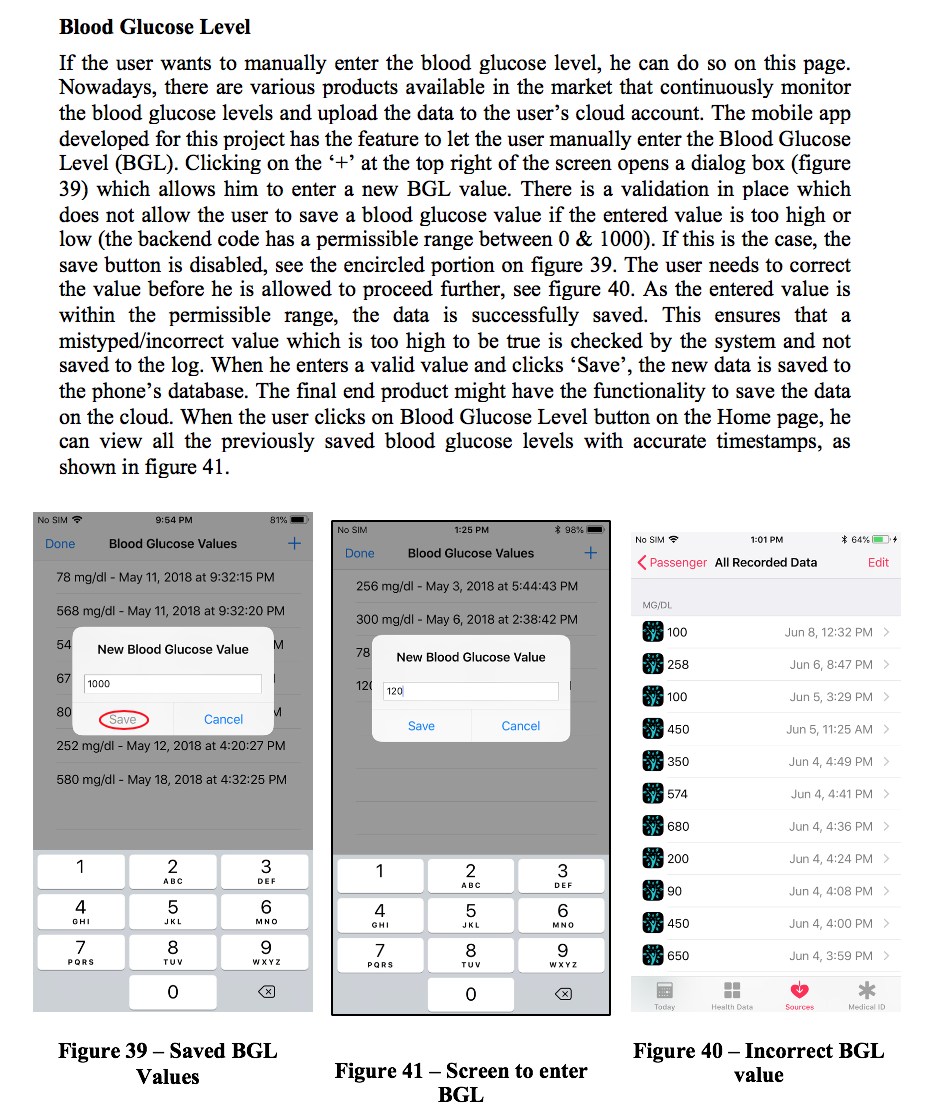 Blood Glucose Level
If the user wants to manually enter the blood glucose level, he can do so on this page.
Nowadays, there are various products available in the market that continuously monitor
the blood glucose levels and upload the data to the user's cloud account. The mobile app
developed for this project has the feature to let the user manually enter the Blood Glucose
Level (BGL). Clicking on the ‘+’ at the top right of the screen opens a dialog box (figure
39) which allows him to enter a new BGL value. There is a validation in place which
does not allow the user to save a blood glucose value if the entered value is too high or
low (the backend code has a permissible range between 0 & 1000). If this is the case, the
save button is disabled, see the encircled portion on figure 39. The user needs to correct
the value before he is allowed to proceed further, see figure 40. As the entered value is
within the permissible range, the data is successfully saved. This ensures that a
mistyped/incorrect value which is too high to be true is checked by the system and not
saved to the log. When he enters a valid value and clicks ‘Save’, the new data is saved to
the phone's database. The final end product might have the functionality to save the data
on the cloud. When the user clicks on Blood Glucose Level button on the Home page, he
can view all the previously saved blood glucose levels with accurate timestamps, as
shown in figure 41.
No SIM 9:54 PM 81%
Done Blood Glucose Values +
78 mg/dl - May 11, 2018 at 9:32:15 PM
568 mg/dl - May 11, 2018 at 9:32:20 PM
54 M
New Blood Glucose Value
67
1000
80 M
Save Cancel
252 mg/dl - May 12, 2018 at 4:20:27 PM
580 mg/dl - May 18, 2018 at 4:32:25 PM
1 2 3
ABC DEF
4 5 6
GHI JKL MNO
7 8 9
PQRS TUV WXYZ
0
Figure 39 – Saved BGL
Values
No SIM 1:25 PM 98%
Done Blood Glucose Values +
256 mg/dl - May 3, 2018 at 5:44:43 PM
300 mg/dl - May 6, 2018 at 2:38:42 PM
78
New Blood Glucose Value
120
120
Save Cancel
1 2 3
ABC DEF
4 5 6
GHI JKL MNO
7 8 9
PQRS TUV WXYZ
0
Figure 41 – Screen to enter
BGL
No SIM 1:01 PM 64%
Passenger All Recorded Data Edit
MG/DL
100 Jun 8, 12:32 PM
258 Jun 6, 8:47 PM
100 Jun 5, 3:29 PM
450 Jun 5, 11:25 AM
350 Jun 4, 4:49 PM
574 Jun 4, 4:41 PM
680 Jun 4, 4:36 PM
200 Jun 4, 4:24 PM
90 Jun 4, 4:08 PM
450 Jun 4, 4:00 PM
650 Jun 4, 3:59 PM
Today Health Data Sources Medical ID
Figure 40 – Incorrect BGL
value